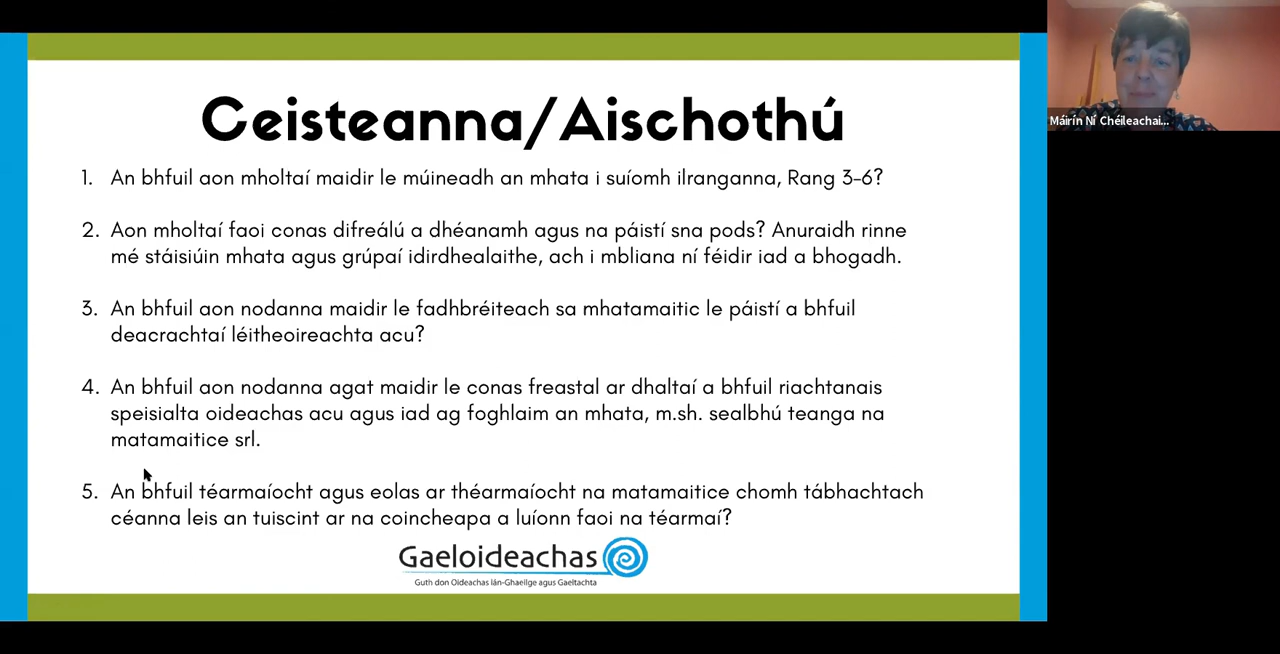 Ceisteanna/Aischothú
1. An bhfuil aon mholtaí maidir le múineadh an mhata i suíomh ilranganna, Rang 3-6?
2. Aon mholtaí faoi conas difreálú a dhéanamh agus na páistí sna pods? Anuraidh rinne
mé stáisiúin mhata agus grúpaí idirdhealaithe, ach i mbliana ní féidir iad a bhogadh.
3. An bhfuil aon nodanna maidir le fadhbréiteach sa mhatamaitic le páistí a bhfuil
deacrachtaí léitheoireachta acu?
4. An bhfuil aon nodanna agat maidir le conas freastal ar dhaltaí a bhfuil riachtanais
speisialta oideachas acu agus iad ag foghlaim an mhata, m.sh. sealbhú teanga na
matamaitice srl.
5. An bhfuil téarmaíocht agus eolas ar théarmaíocht na matamaitice chomh tábhachtach
céanna leis an tuiscint ar na coincheapa a luíonn faoi na téarmaí?
Gaeloideachas
Guth don Oideachas lán-Ghaeilge agus Gaeltachta
Máirín Ní Chéileachai...